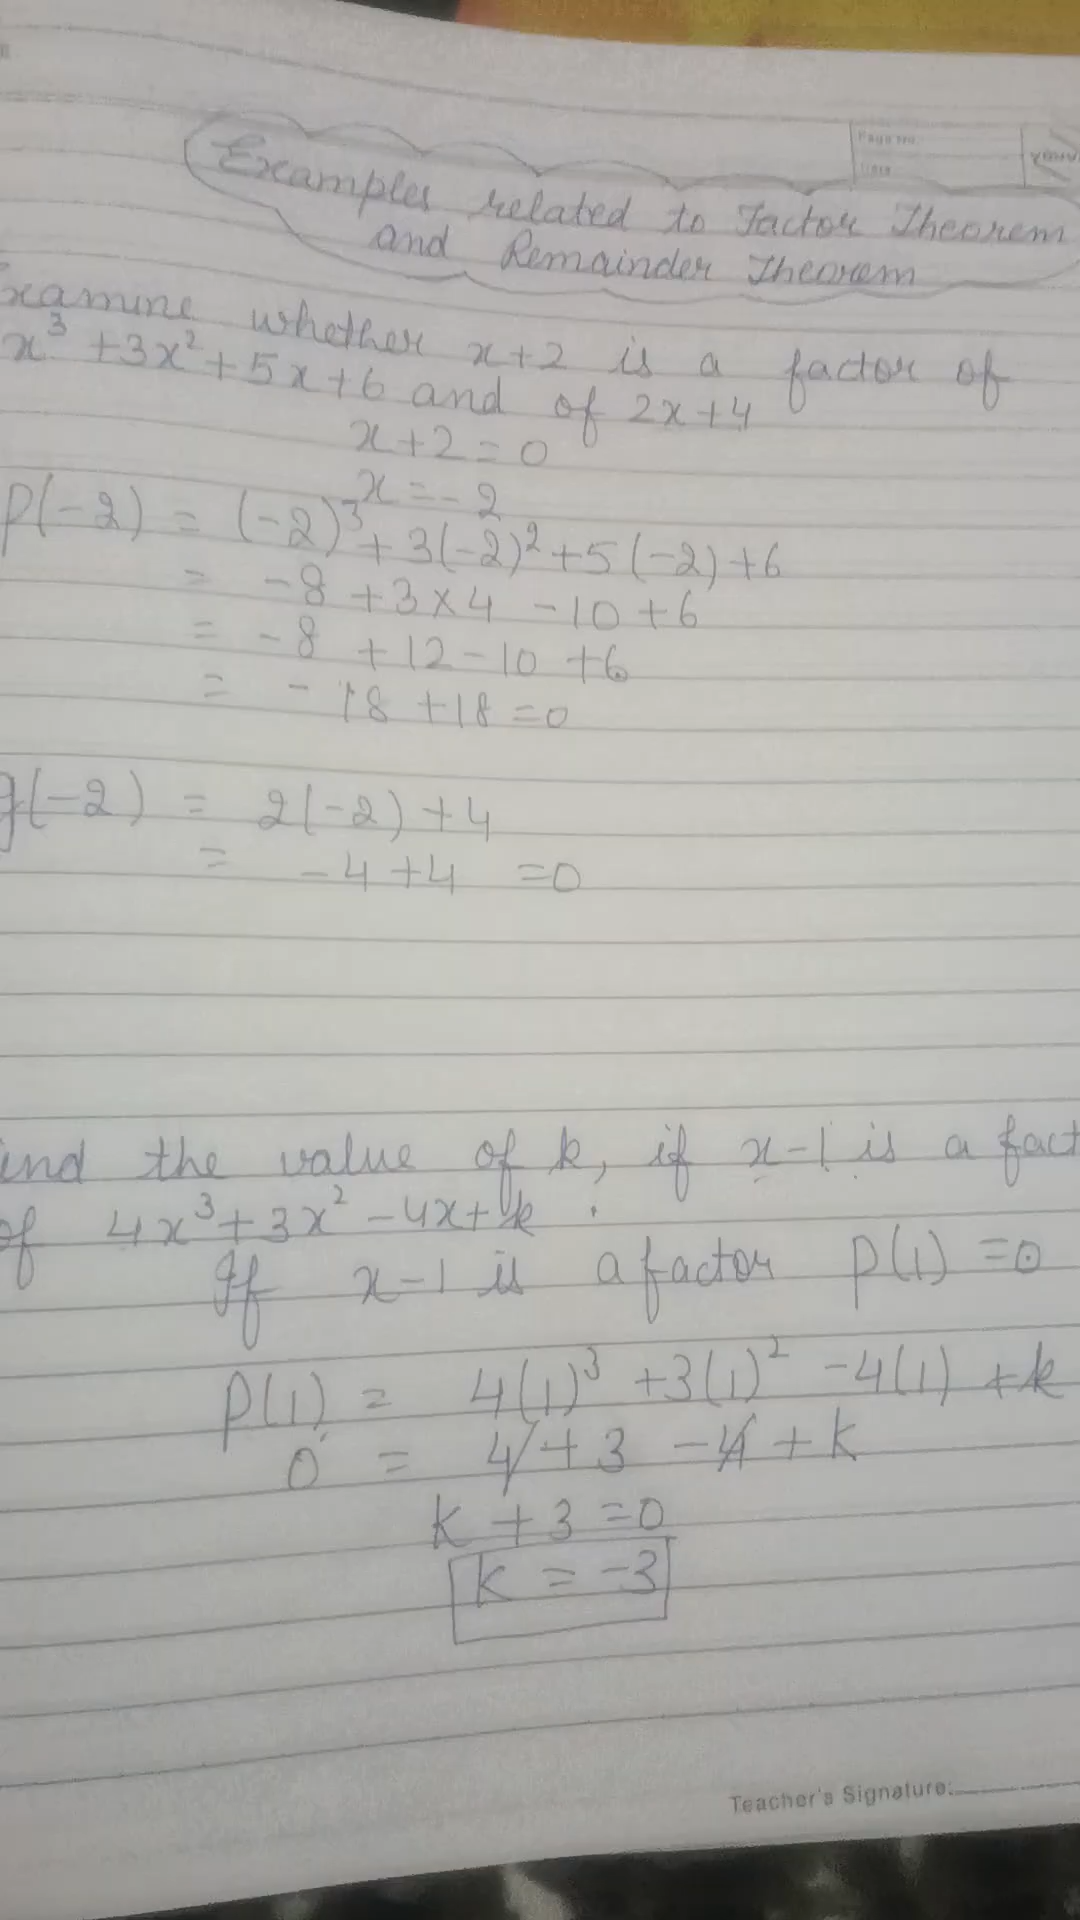 Page No.
Date
Examples related to Factor Theorem
and Remainder Theorem
xamine whether x+2 is a factor of
x³ +3x²+5x+6 and of 2x+4
x+2=0
x=-2
p(-2) = (-2)³+3(-2)²+5(-2)+6
= -8 +3×4 -10+6
= -8 +12-10 +6
= -18 +18=0
g(-2) = 2(-2)+4
= -4+4 =0
ind the value of k, if x-1 is a fact
of 4x³+3x²-4x+k.
If x-1 is a factor p(1)=0
p(1) = 4(1)³ +3(1)² -4(1) +k
0 = 4+3 -4+k
k+3=0
k = -3
Teacher's Signature: